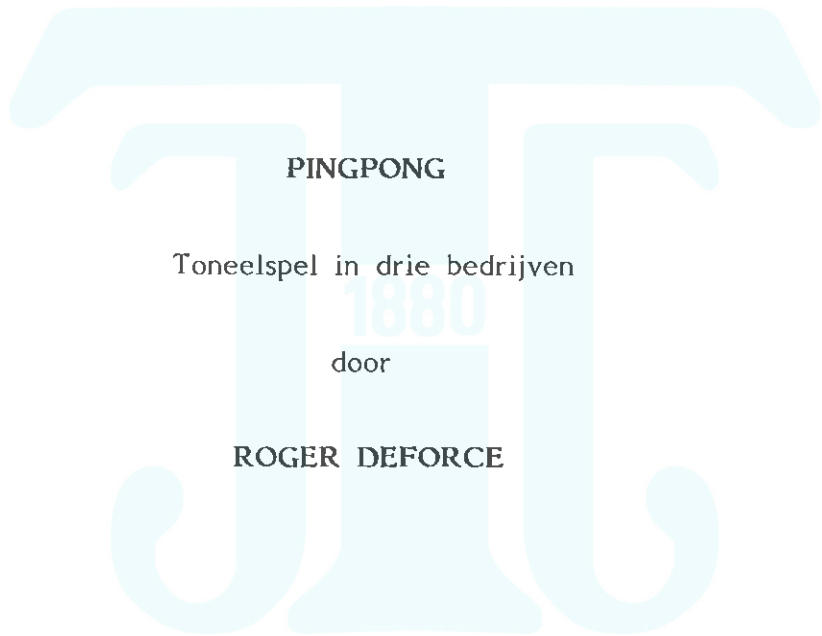 PINGPONG
Toneelspel in drie bedrijven
1880
door
ROGER DEFORCE